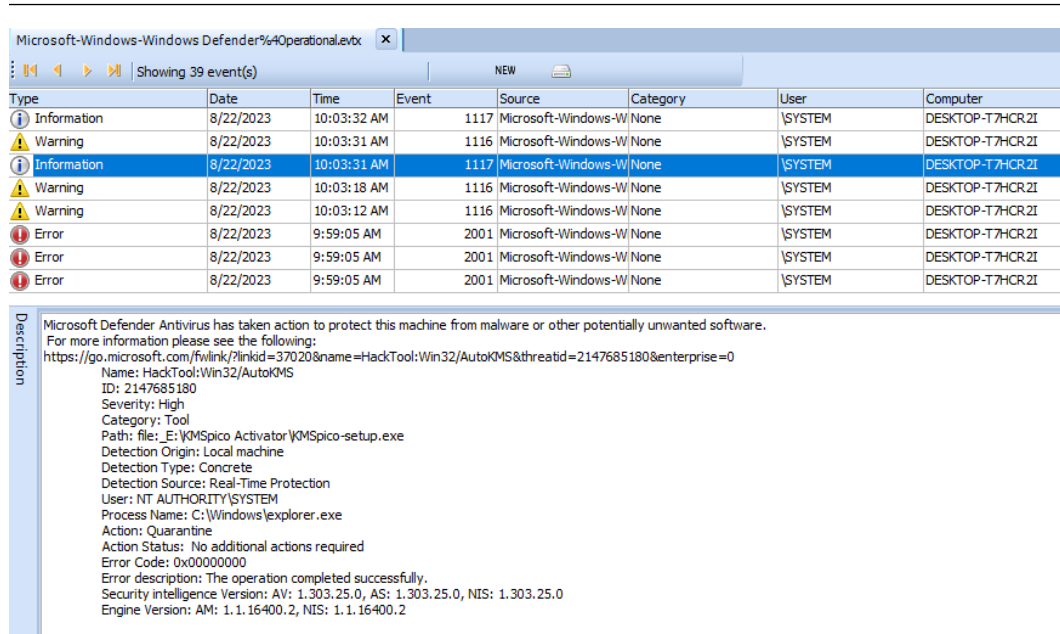 Microsoft-Windows-Windows Defender%4Operational.evtx x
Showing 39 event(s) NEW
Type Date Time Event Source Category User Computer
Information 8/22/2023 10:03:32 AM 1117 Microsoft-Windows-W None \SYSTEM DESKTOP-T7HCR2I
Warning 8/22/2023 10:03:31 AM 1116 Microsoft-Windows-W None \SYSTEM DESKTOP-T7HCR2I
Information 8/22/2023 10:03:31 AM 1117 Microsoft-Windows-W None \SYSTEM DESKTOP-T7HCR2I
Warning 8/22/2023 10:03:18 AM 1116 Microsoft-Windows-W None \SYSTEM DESKTOP-T7HCR2I
Warning 8/22/2023 10:03:12 AM 1116 Microsoft-Windows-W None \SYSTEM DESKTOP-T7HCR2I
Error 8/22/2023 9:59:05 AM 2001 Microsoft-Windows-W None \SYSTEM DESKTOP-T7HCR2I
Error 8/22/2023 9:59:05 AM 2001 Microsoft-Windows-W None \SYSTEM DESKTOP-T7HCR2I
Error 8/22/2023 9:59:05 AM 2001 Microsoft-Windows-W None \SYSTEM DESKTOP-T7HCR2I
Description
Microsoft Defender Antivirus has taken action to protect this machine from malware or other potentially unwanted software.
For more information please see the following:
https://go.microsoft.com/fwlink/?linkid=37020&name=HackTool:Win32/AutoKMS&threatid=2147685180&enterprise=0
Name: HackTool:Win32/AutoKMS
ID: 2147685180
Severity: High
Category: Tool
Path: file:_E:\KMSpico Activator\KMSpico-setup.exe
Detection Origin: Local machine
Detection Type: Concrete
Detection Source: Real-Time Protection
User: NT AUTHORITY\SYSTEM
Process Name: C:\Windows\explorer.exe
Action: Quarantine
Action Status: No additional actions required
Error Code: 0x00000000
Error description: The operation completed successfully.
Security intelligence Version: AV: 1.303.25.0, AS: 1.303.25.0, NIS: 1.303.25.0
Engine Version: AM: 1.1.16400.2, NIS: 1.1.16400.2